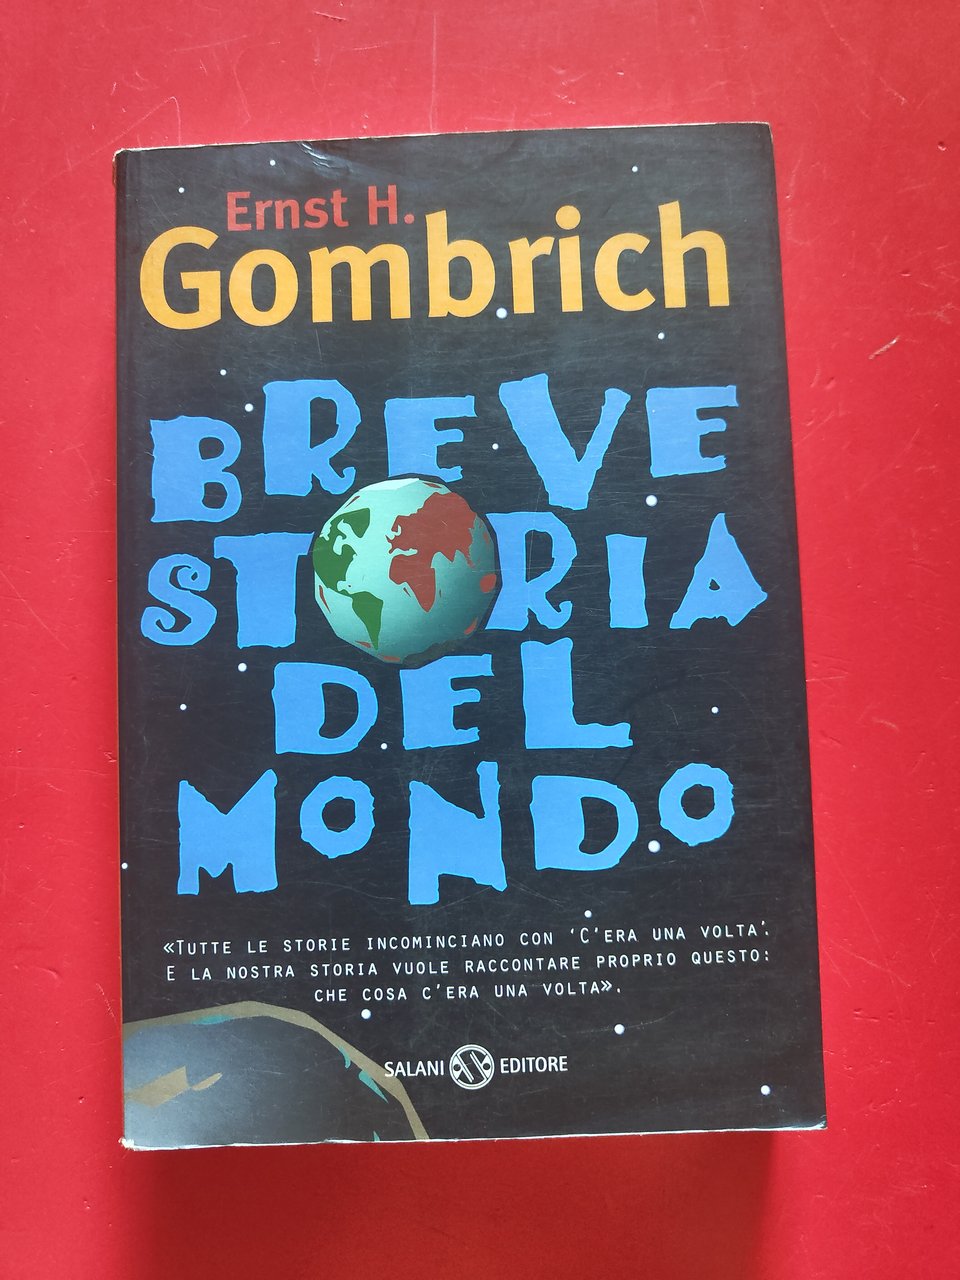 Ernst H.
Gombrich
BREVE
STORIA
DEL
MONDO
«TUTTE LE STORIE INCOMINCIANO CON ‘C’ERA UNA VOLTA’.
E LA NOSTRA STORIA VUOLE RACCONTARE PROPRIO QUESTO:
CHE COSA C’ERA UNA VOLTA».
SALANI EDITORE